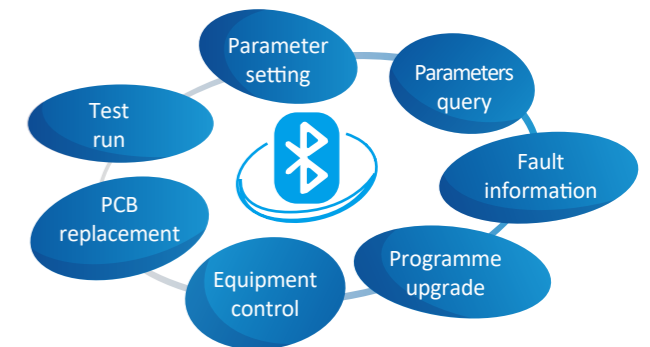 Parameter
setting
Parameters
query
Fault
information
Programme
upgrade
Equipment
control
PCB
replacement
Test
run